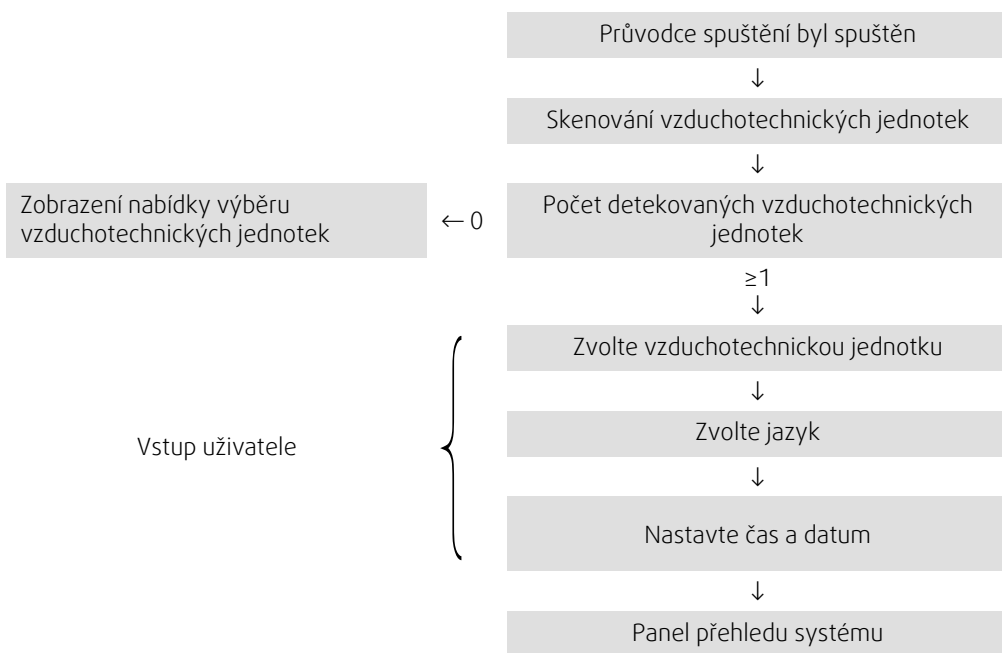 Průvodce spuštění byl spuštěn
↓
Skenování vzduchotechnických jednotek
↓
Zobrazení nabídky výběru
vzduchotechnických jednotek
← 0
Počet detekovaných vzduchotechnických
jednotek
≥1
↓
Zvolte vzduchotechnickou jednotku
↓
Vstup uživatele
Zvolte jazyk
↓
Nastavte čas a datum
↓
Panel přehledu systému